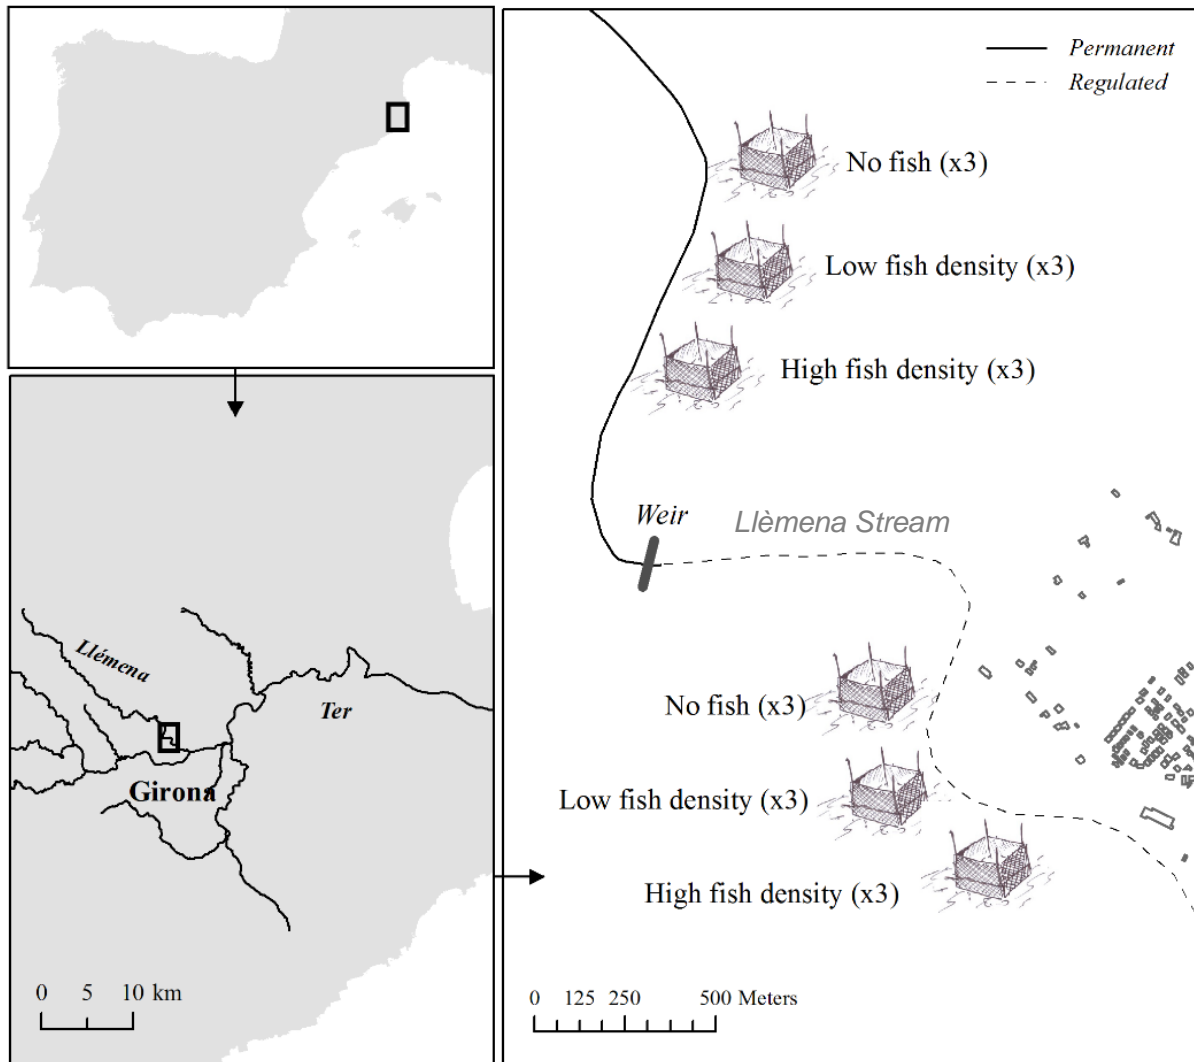 Permanent
Regulated
No fish (x3)
Low fish density (x3)
High fish density (x3)
Weir
Llèmena Stream
No fish (x3)
Low fish density (x3)
High fish density (x3)
0 125 250 500 Meters
Llémena
Ter
Girona
0 5 10 km